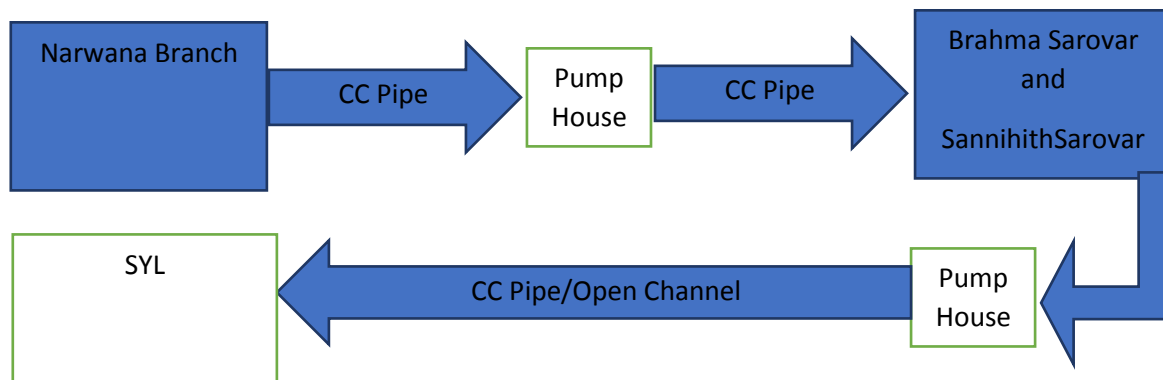 Narwana Branch
CC Pipe
Pump
House
CC Pipe
Brahma Sarovar
and
SannihithSarovar
SYL
CC Pipe/Open Channel
Pump
House